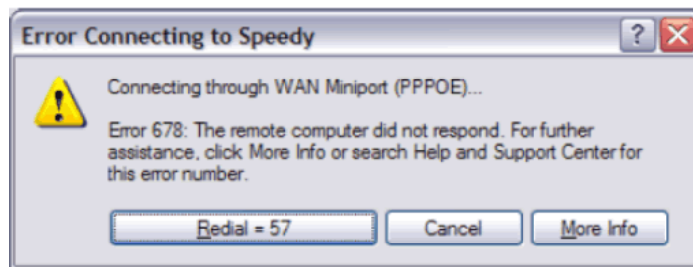 Error Connecting to Speedy
Connecting through WAN Miniport (PPPOE)...
Error 678: The remote computer did not respond. For further
assistance, click More Info or search Help and Support Center for
this error number.
Redial = 57
Cancel
More Info